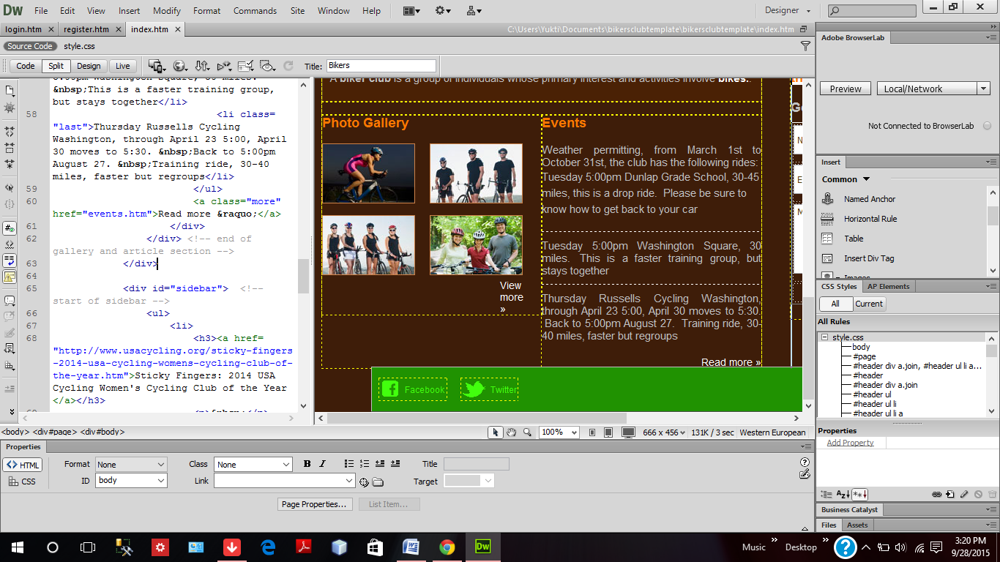 Dw File Edit View Insert Modify Format Commands Site Window Help Designer
login.htm register.htm index.htm C:\Users\Yukti\Documents\bikersclubtemplate\bikersclubtemplate\index.htm
Source Code style.css
Code Split Design Live Title: Bikers
&nbsp;This is a faster training group,
but stays together</li>
58 <li class=
"last">Thursday Russells Cycling
Washington, through April 23 5:00, April
30 moves to 5:30. &nbsp;Back to 5:00pm
August 27. &nbsp;Training ride, 30-40
miles, faster but regroups</li>
59 </ul>
60 <a class="more"
href="events.htm">Read more &raquo;</a>
61 </div>
62 </div> <!-- end of
gallery and article section -->
63 </div>
64
65 <div id="sidebar"> <!--
start of sidebar -->
66 <ul>
67 <li>
68 <h3><a href=
"http://www.usacycling.org/sticky-fingers
-2014-usa-cycling-womens-cycling-club-of-
the-year.htm">Sticky Fingers: 2014 USA
Cycling Women's Cycling Club of the Year
</a></h3>
A biker club is a group of individuals whose primary interest and activities involve bikes..
Photo Gallery
View
more
»
Events
Weather permitting, from March 1st to
October 31st, the club has the following rides:
Tuesday 5:00pm Dunlap Grade School, 30-45
miles, this is a drop ride. Please be sure to
know how to get back to your car
Tuesday 5:00pm Washington Square, 30
miles. This is a faster training group, but
stays together
Thursday Russells Cycling Washington,
through April 23 5:00, April 30 moves to 5:30.
Back to 5:00pm August 27. Training ride, 30-
40 miles, faster but regroups
Read more »
Facebook Twitter
<body> <div#page> <div#body> 100% 666 x 456 131K / 3 sec Western European
Properties
HTML Format None Class None B I Title
CSS ID body Link Target
Page Properties... List Item...
Adobe BrowserLab
Preview Local/Network
Not Connected to BrowserLab
Insert
Common
Named Anchor
Horizontal Rule
Table
Insert Div Tag
Images
CSS Styles AP Elements
All Current
All Rules
style.css
body
#page
#header div a.join, #header ul li a...
#header
#header div a.join
#header ul
#header ul li
#header ul li a
Properties
Add Property
Business Catalyst
Files Assets
Music » Desktop » 3:20 PM
9/28/2015